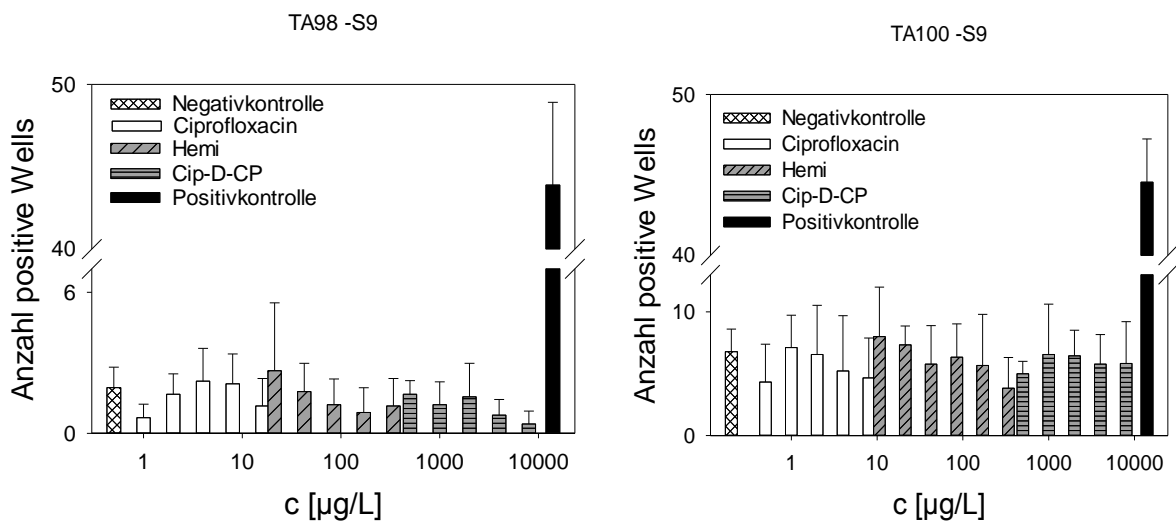 TA98 -S9
Anzahl positive Wells
50
40
6
0
Negativkontrolle
Ciprofloxacin
Hemi
Cip-D-CP
Positivkontrolle
1 10 100 1000 10000
c [µg/L]
TA100 -S9
Anzahl positive Wells
50
40
10
0
Negativkontrolle
Ciprofloxacin
Hemi
Cip-D-CP
Positivkontrolle
1 10 100 1000 10000
c [µg/L]